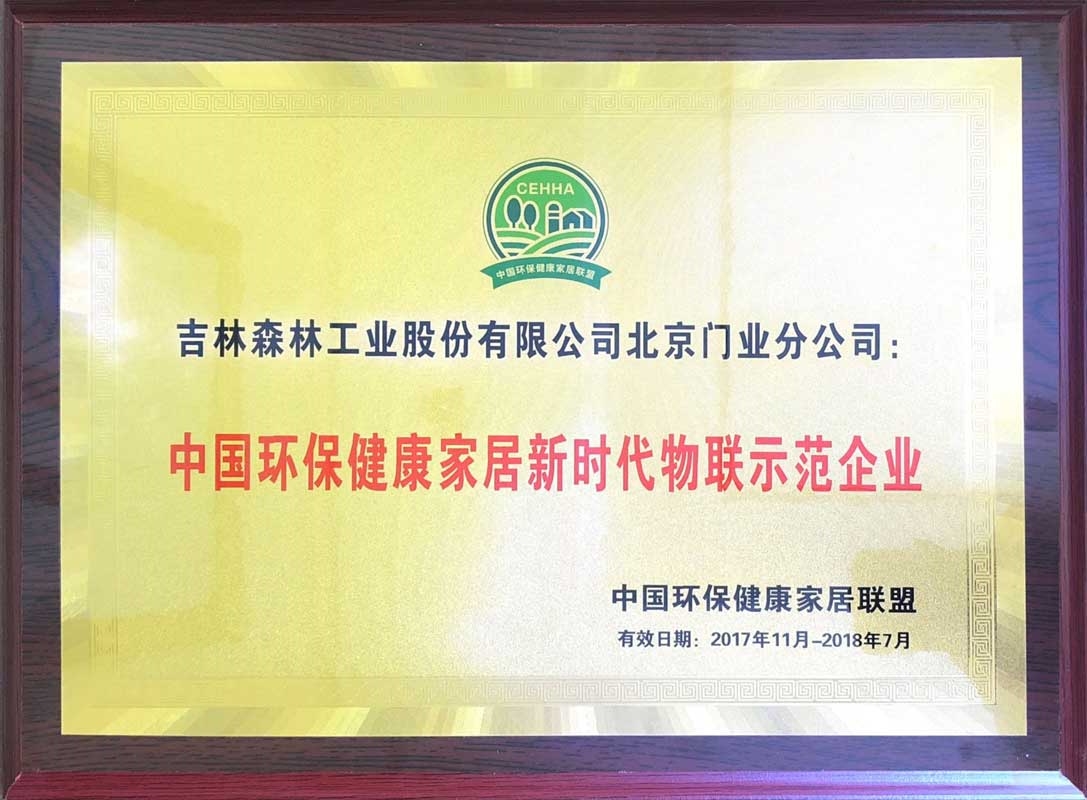 CEHHA
中国环保健康家居联盟
吉林森林工业股份有限公司北京门业分公司：
中国环保健康家居新时代物联示范企业
中国环保健康家居联盟
有效日期：2017年11月-2018年7月